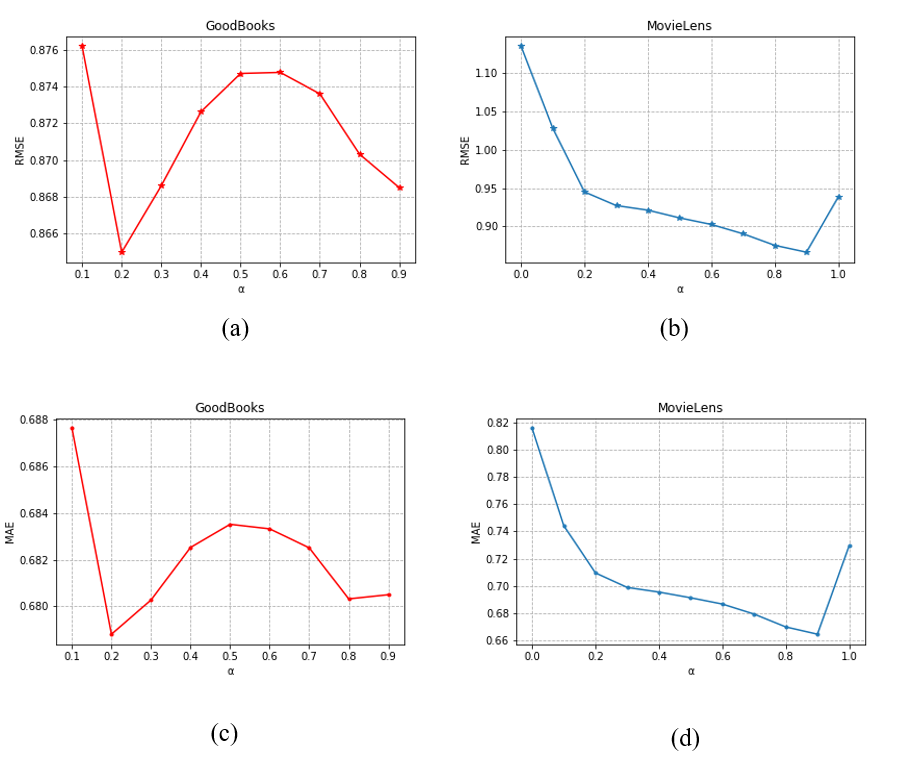 GoodBooks
0.876
0.874
0.872
0.870
0.868
0.866
RMSE
0.1 0.2 0.3 0.4 0.5 0.6 0.7 0.8 0.9
α
(a)
MovieLens
1.10
1.05
1.00
0.95
0.90
RMSE
0.0 0.2 0.4 0.6 0.8 1.0
α
(b)
GoodBooks
0.688
0.686
0.684
0.682
0.680
MAE
0.1 0.2 0.3 0.4 0.5 0.6 0.7 0.8 0.9
α
(c)
MovieLens
0.82
0.80
0.78
0.76
0.74
0.72
0.70
0.68
0.66
MAE
0.0 0.2 0.4 0.6 0.8 1.0
α
(d)